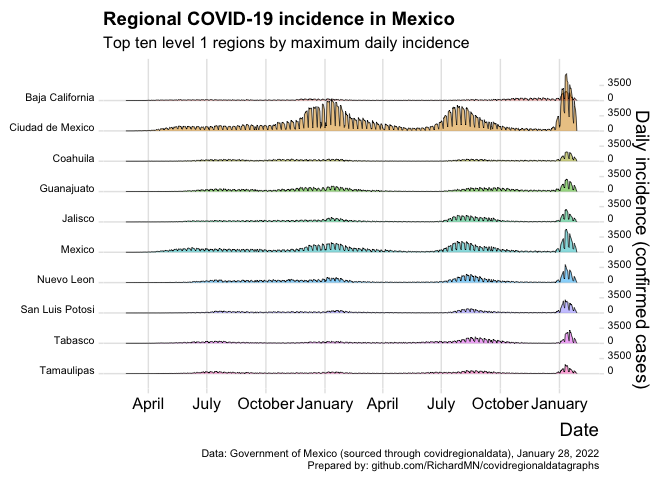 Regional COVID-19 incidence in Mexico
Top ten level 1 regions by maximum daily incidence
Baja California
3500
0
Ciudad de Mexico
3500
0
Coahuila
3500
0
Guanajuato
3500
0
Jalisco
3500
0
Mexico
3500
0
Nuevo Leon
3500
0
San Luis Potosi
3500
0
Tabasco
3500
0
Tamaulipas
3500
0
Daily incidence (confirmed cases)
April July October January April July October January
Date
Data: Government of Mexico (sourced through covidregionaldata), January 28, 2022
Prepared by: github.com/RichardMN/covidregionaldatagraphs